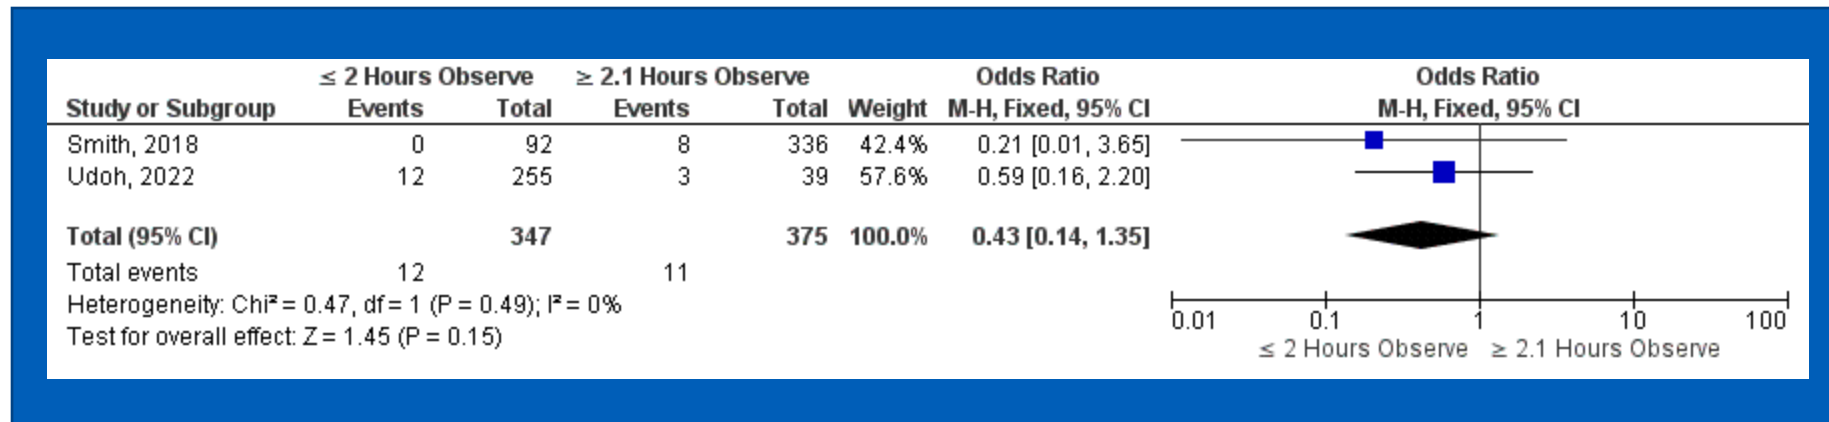 ≤ 2 Hours Observe ≥ 2.1 Hours Observe Odds Ratio Odds Ratio
Study or Subgroup Events Total Events Total Weight M-H, Fixed, 95% CI M-H, Fixed, 95% CI
Smith, 2018 0 92 8 336 42.4% 0.21 [0.01, 3.65]
Udoh, 2022 12 255 3 39 57.6% 0.59 [0.16, 2.20]
Total (95% CI) 347 375 100.0% 0.43 [0.14, 1.35]
Total events 12 11
Heterogeneity: Chi² = 0.47, df = 1 (P = 0.49); I² = 0%
Test for overall effect: Z = 1.45 (P = 0.15)
0.01 0.1 1 10 100
≤ 2 Hours Observe ≥ 2.1 Hours Observe